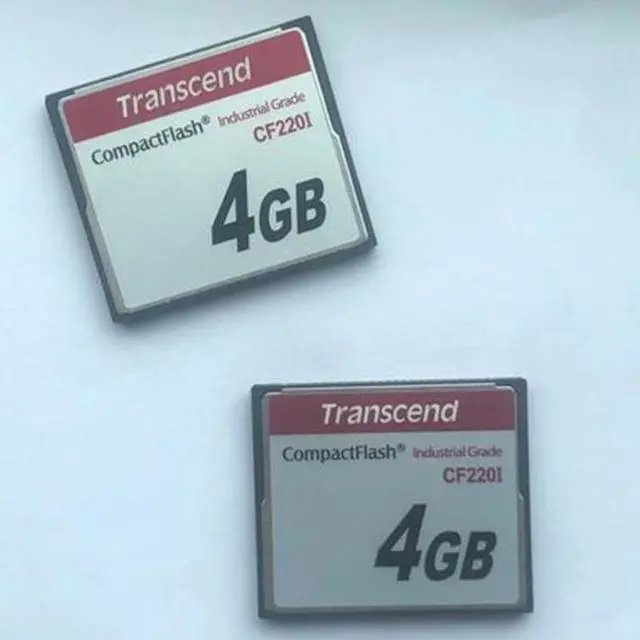 Transcend
CompactFlash® Industrial Grade
CF220I
4GB
Transcend
CompactFlash® Industrial Grade
CF220I
4GB